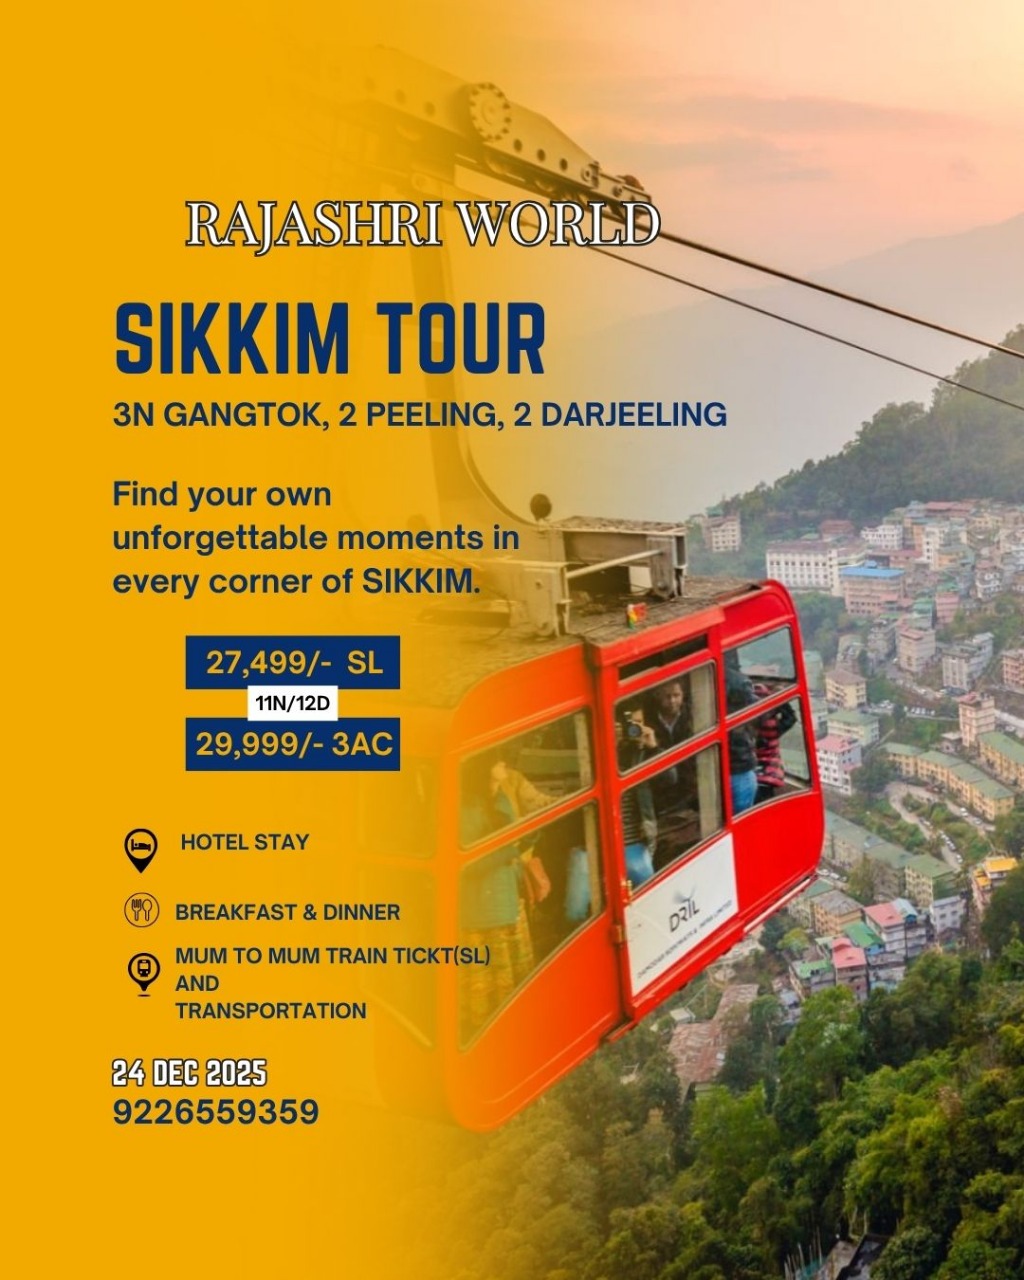 RAJASHRI WORLD
SIKKIM TOUR
3N GANGTOK, 2 PEELING, 2 DARJEELING
Find your own
unforgettable moments in
every corner of SIKKIM.
27,499/- SL
11N/12D
29,999/- 3AC
HOTEL STAY
BREAKFAST & DINNER
MUM TO MUM TRAIN TICKT(SL)
AND
TRANSPORTATION
24 DEC 2025
9226559359
DRIL